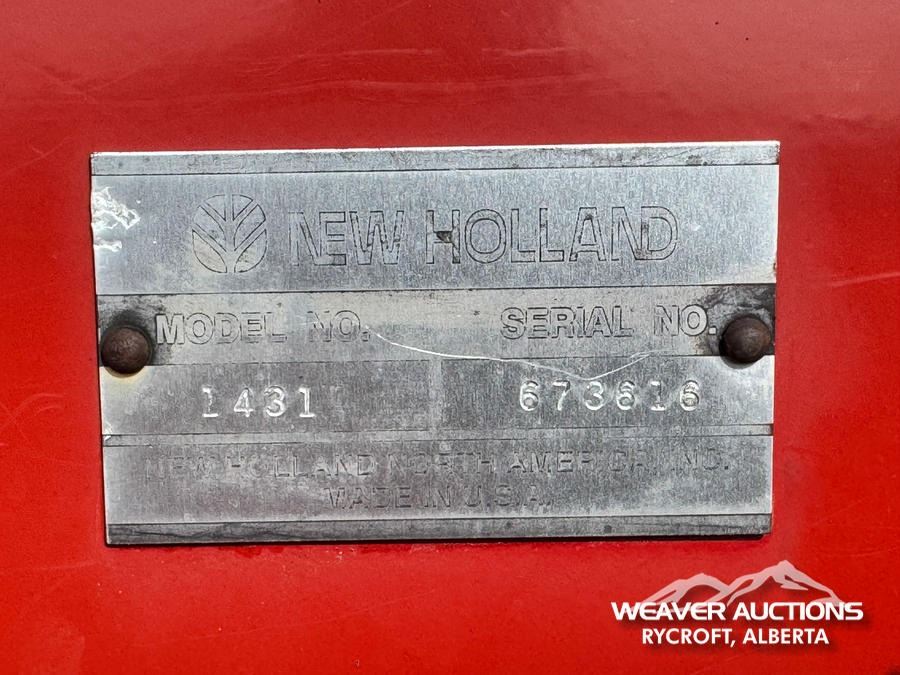 NEW HOLLAND
MODEL NO. SERIAL NO.
1431 673616
NEW HOLLAND NORTH AMERICA, INC.
MADE IN U.S.A.
WEAVER AUCTIONS
RYCROFT, ALBERTA